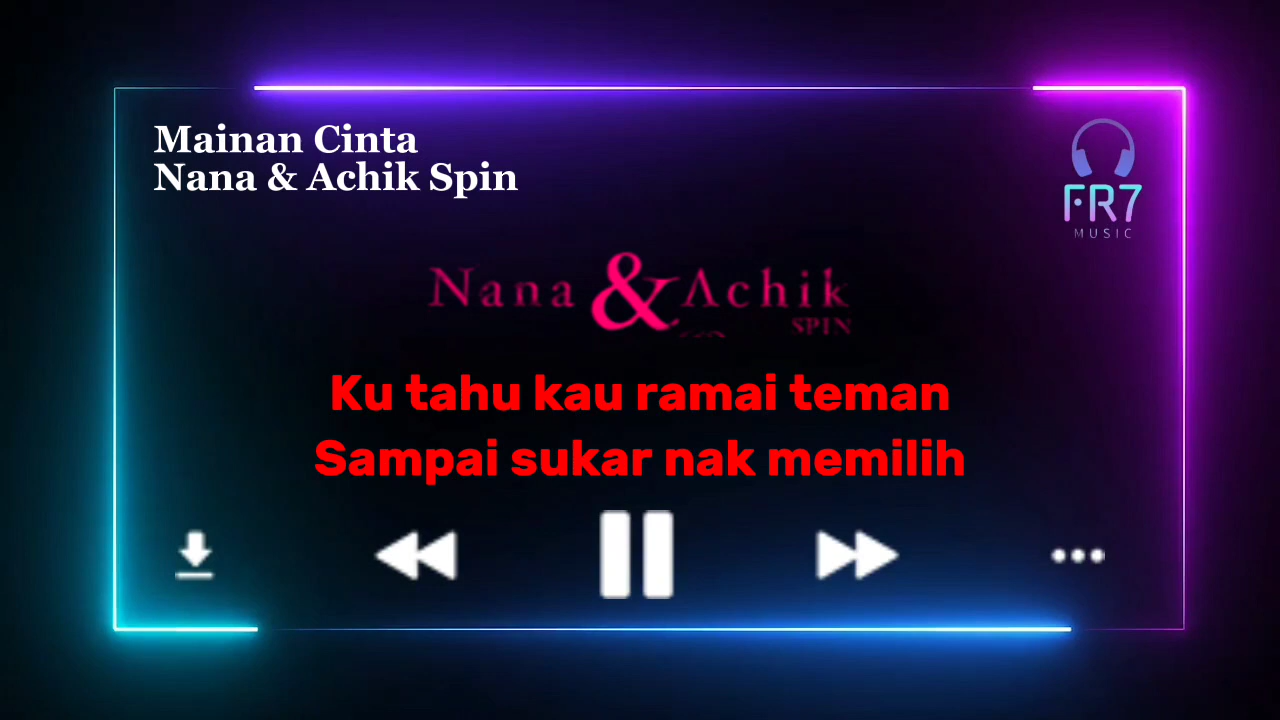 Mainan Cinta
Nana & Achik Spin
FR7
MUSIC
Nana & Achik
SPIN
Ku tahu kau ramai teman
Sampai sukar nak memilih